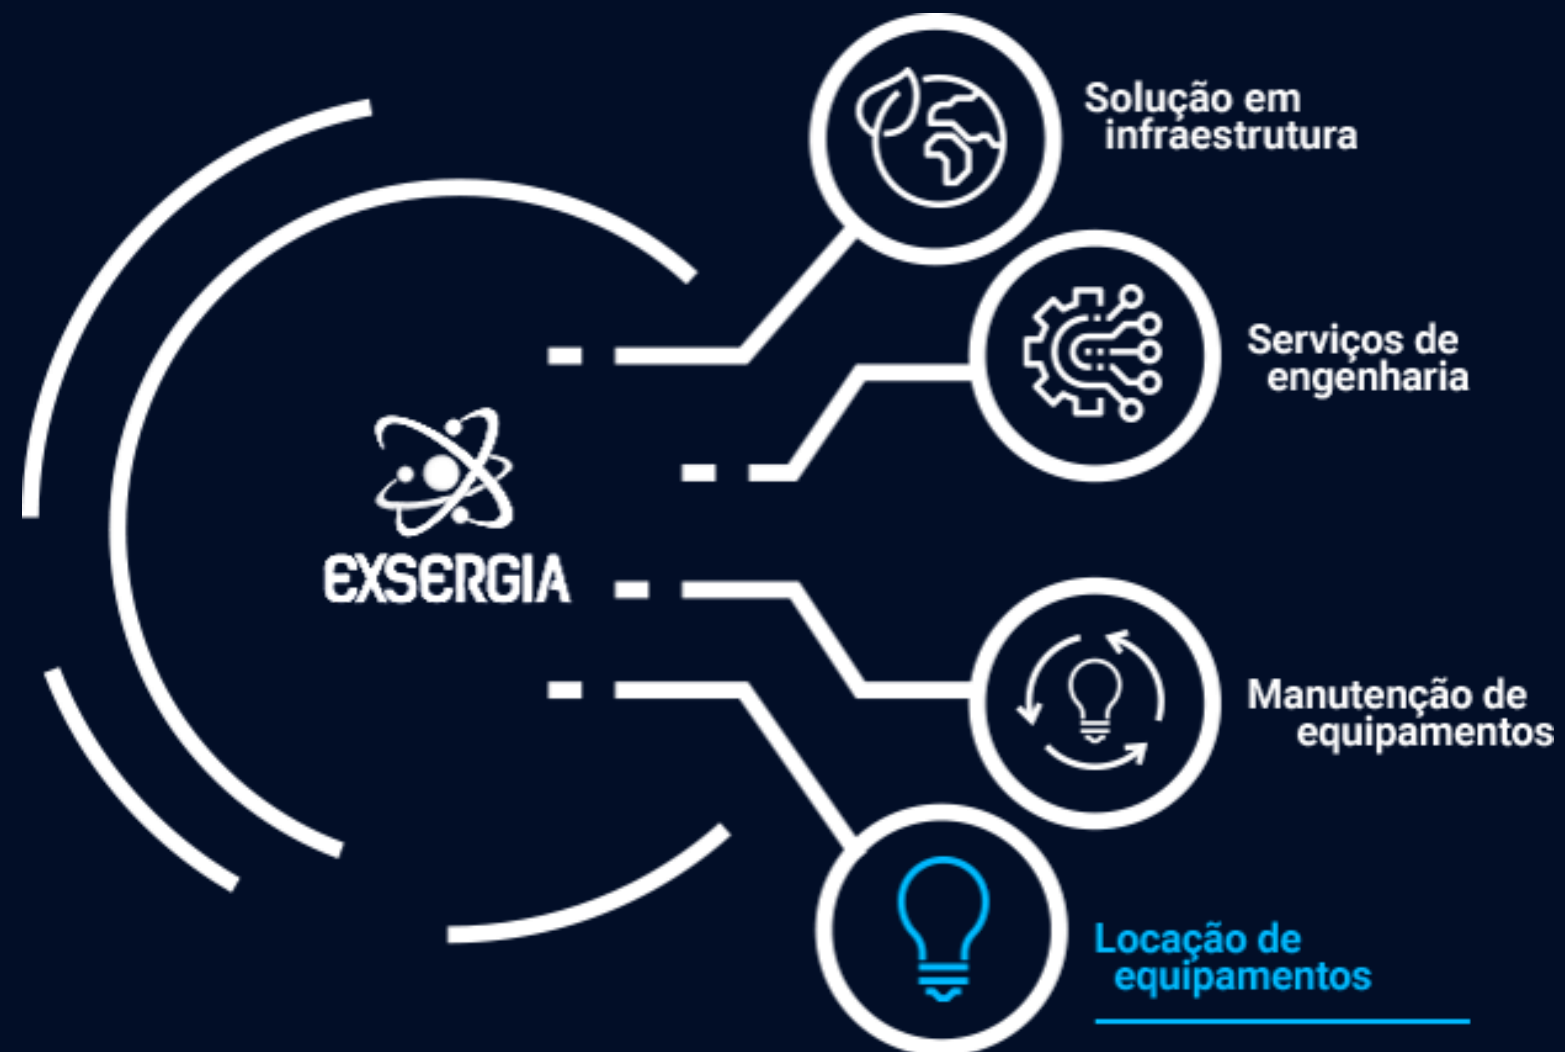 Solução em
infraestrutura
Serviços de
engenharia
EXSERGIA
Manutenção de
equipamentos
Locação de
equipamentos